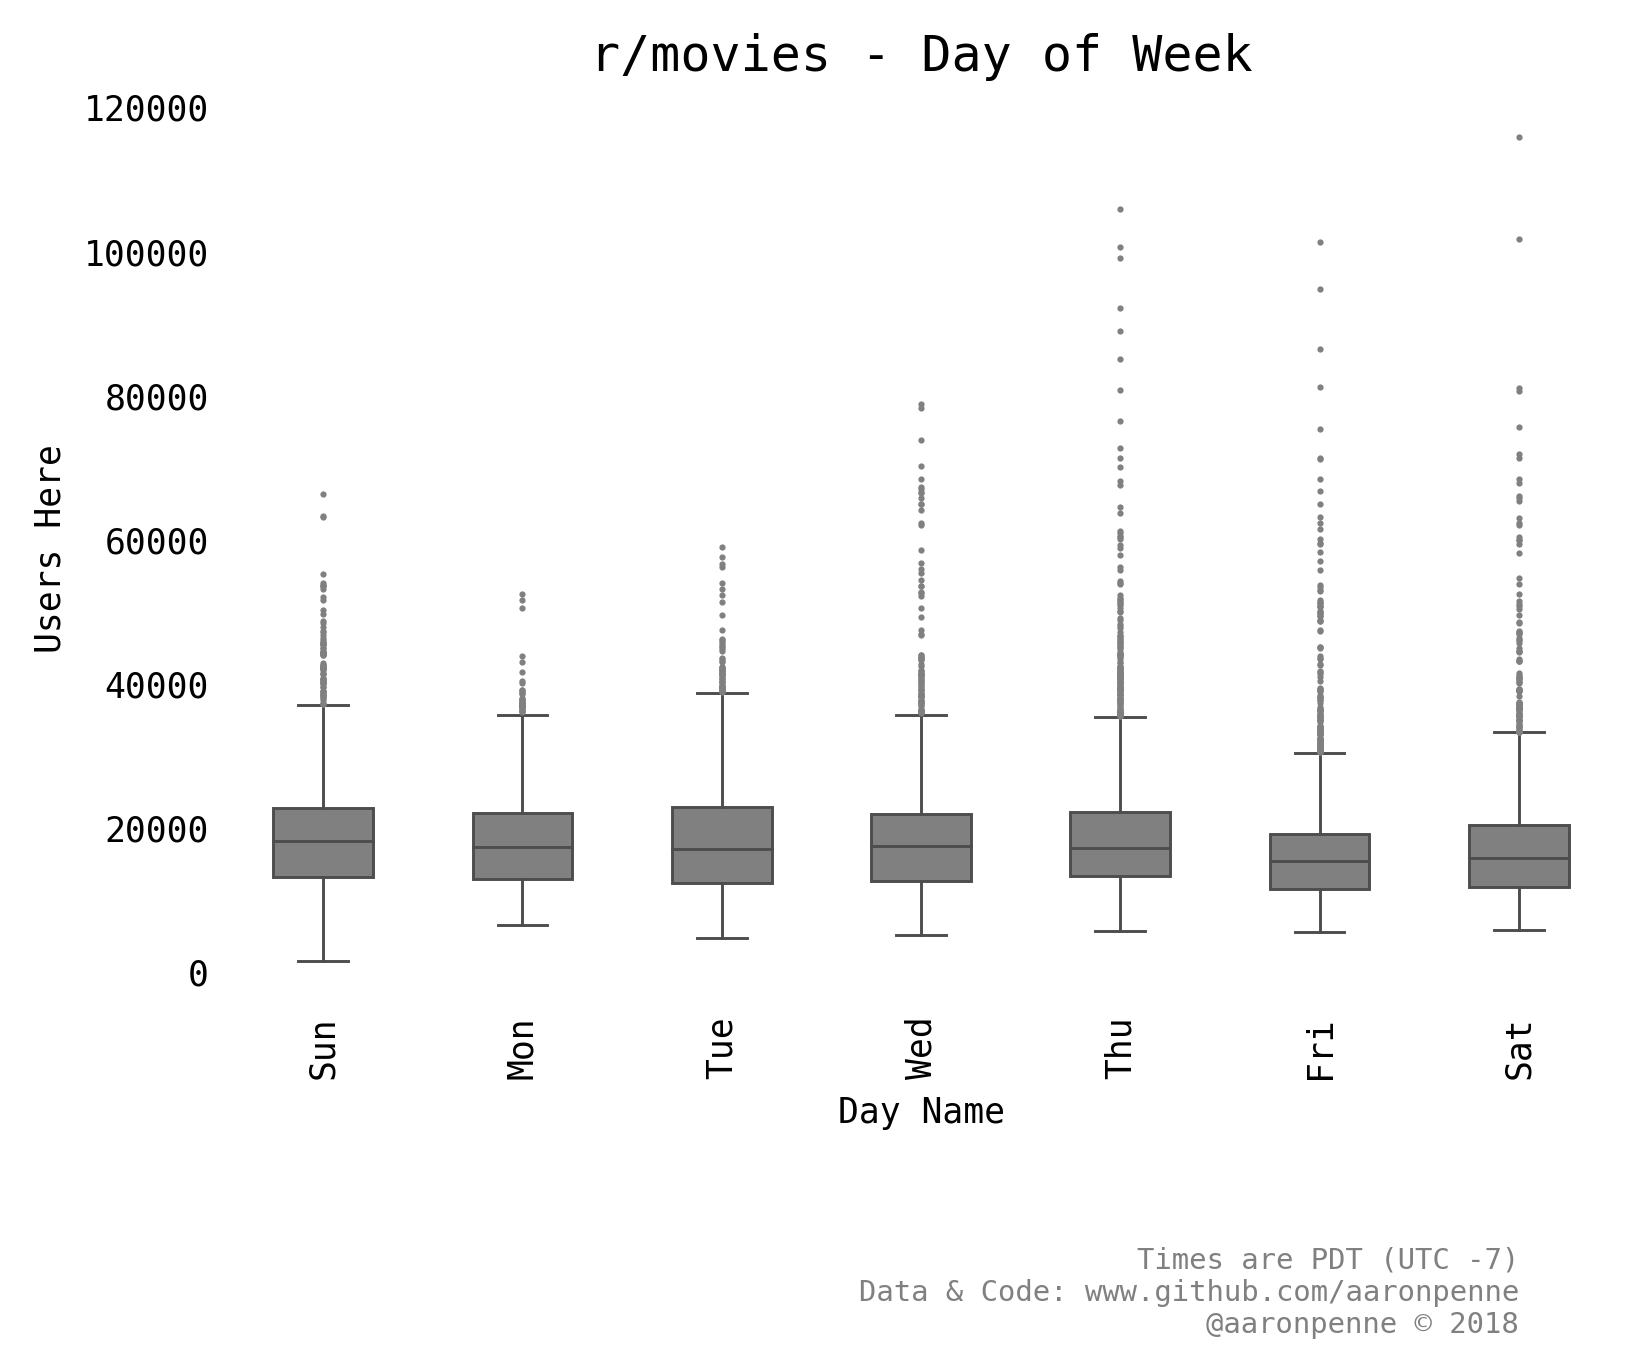 r/movies - Day of Week
120000
100000
80000
60000
40000
20000
0
Users Here
Sun
Mon
Tue
Wed
Thu
Fri
Sat
Day Name
Times are PDT (UTC -7)
Data & Code: www.github.com/aaronpenne
@aaronpenne © 2018